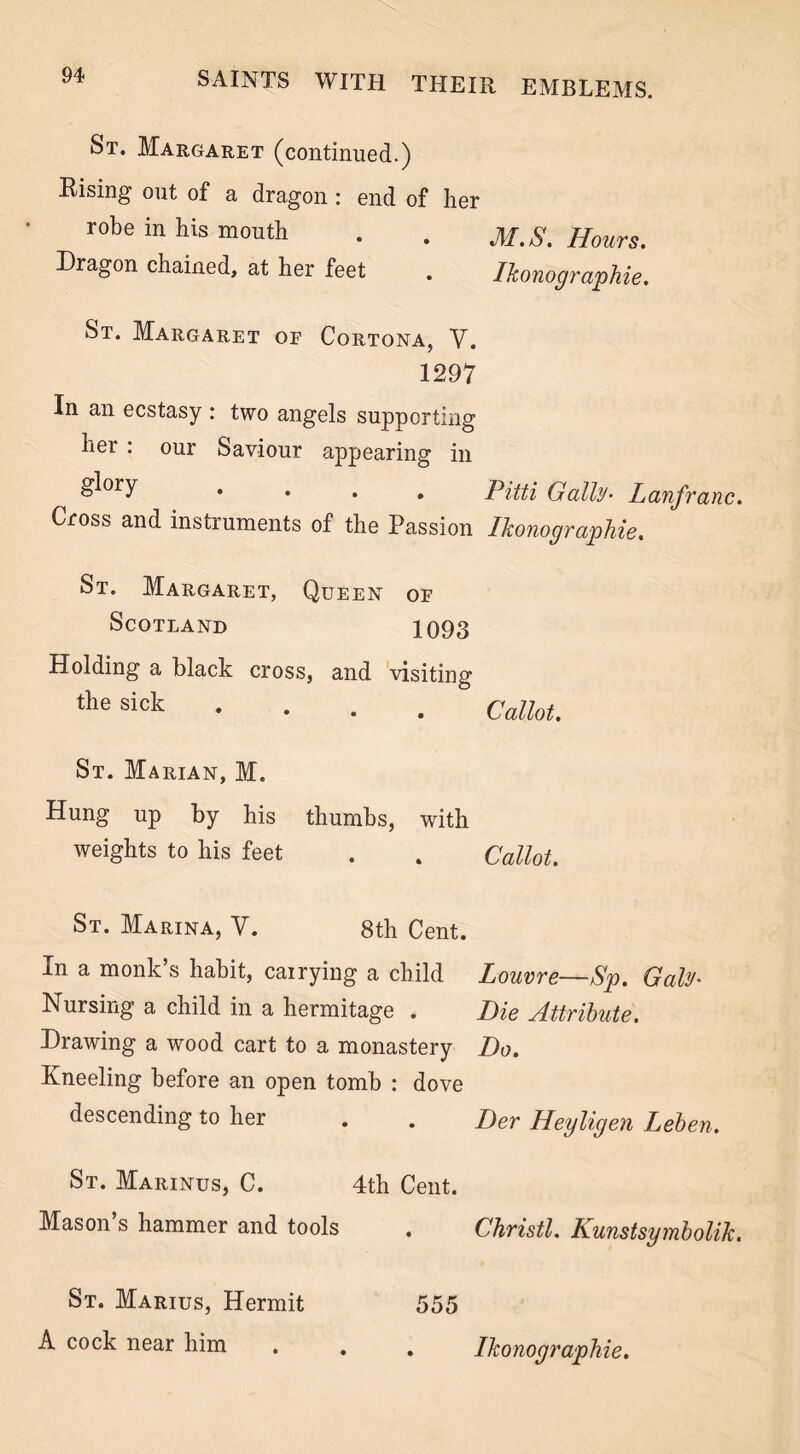 94 SAINTS WITH THEIR EMBLEMS.
St. Margaret (continued.)
Rising out of a dragon : end of her
robe in his mouth . . M.S. Hours.
Dragon chained, at her feet . Ikonographie.
St. Margaret of Cortona, V.
1297
In an ecstasy : two angels supporting
her : our Saviour appearing in
glory . . . . Pitti Gally. Lanfranc.
Cross and instruments of the Passion Ikonographie.
St. Margaret, Queen of
Scotland 1093
Holding a black cross, and visiting
the sick . . . . Callot.
St. Marian, M.
Hung up by his thumbs, with
weights to his feet . . Callot.
St. Marina, V. 8th Cent.
In a monk's habit, carrying a child Louvre—Sp. Galy.
Nursing a child in a hermitage . Die Attribute.
Drawing a wood cart to a monastery Do.
Kneeling before an open tomb : dove
descending to her . . Der Heyligen Leben.
St. Marinus, C. 4th Cent.
Mason's hammer and tools . Christl. Kunstsymbolik.
St. Marius, Hermit 555
A cock near him . . . Ikonographie.